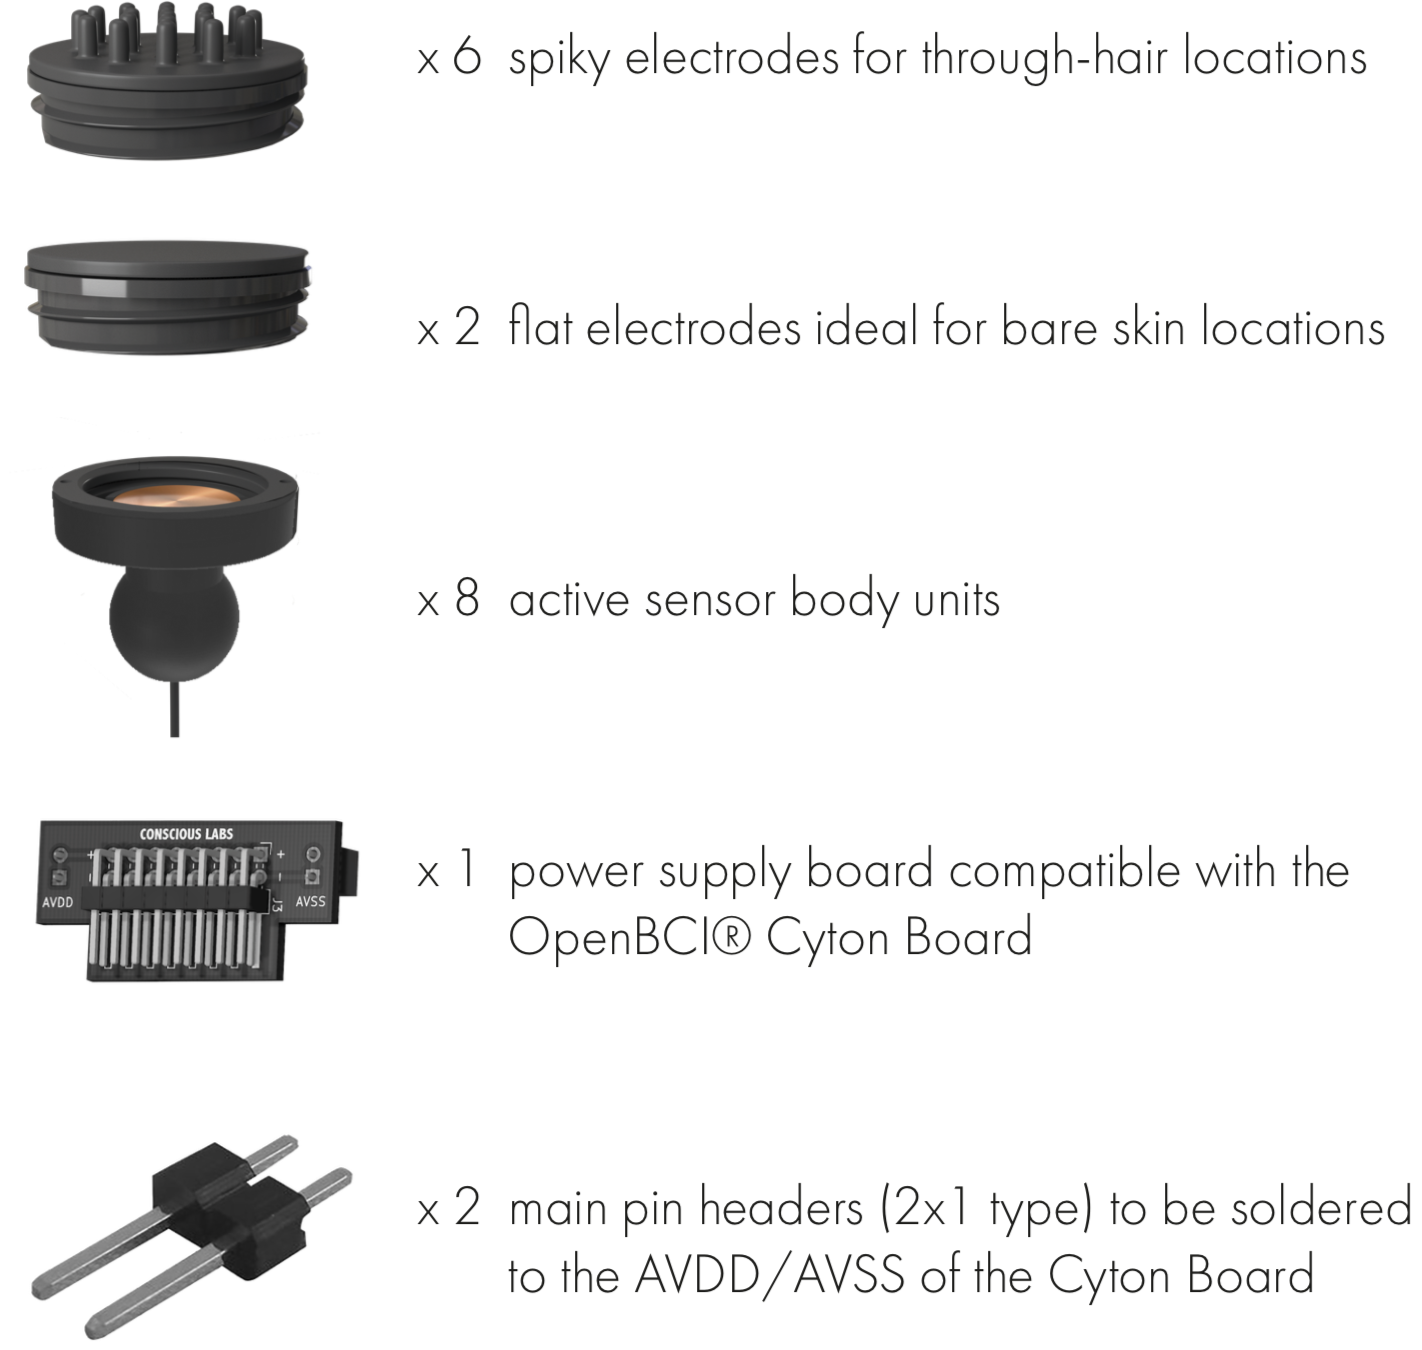 x 6 spiky electrodes for through-hair locations
x 2 flat electrodes ideal for bare skin locations
x 8 active sensor body units
CONSCIOUS LABS
+ +
- -
AVDD J3 AVSS
x 1 power supply board compatible with the
OpenBCI® Cyton Board
x 2 main pin headers (2x1 type) to be soldered
to the AVDD/AVSS of the Cyton Board